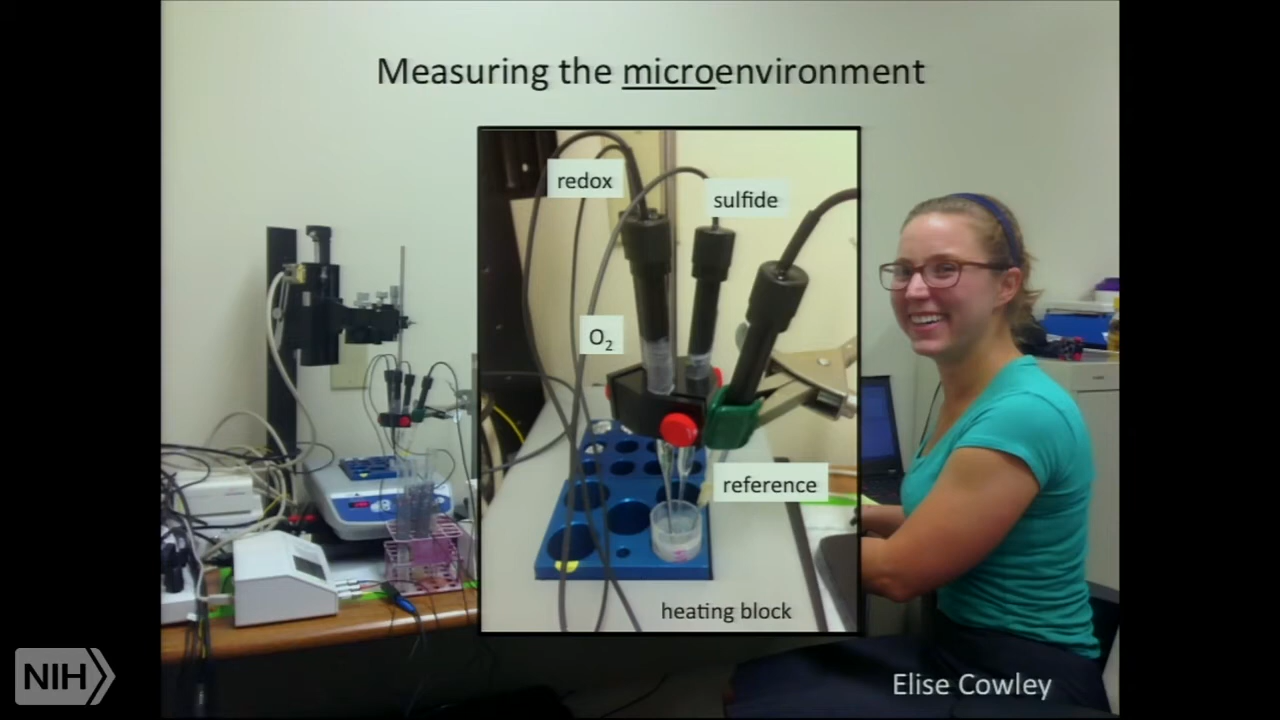 Measuring the microenvironment
redox
sulfide
O₂
reference
heating block
Elise Cowley
NIH